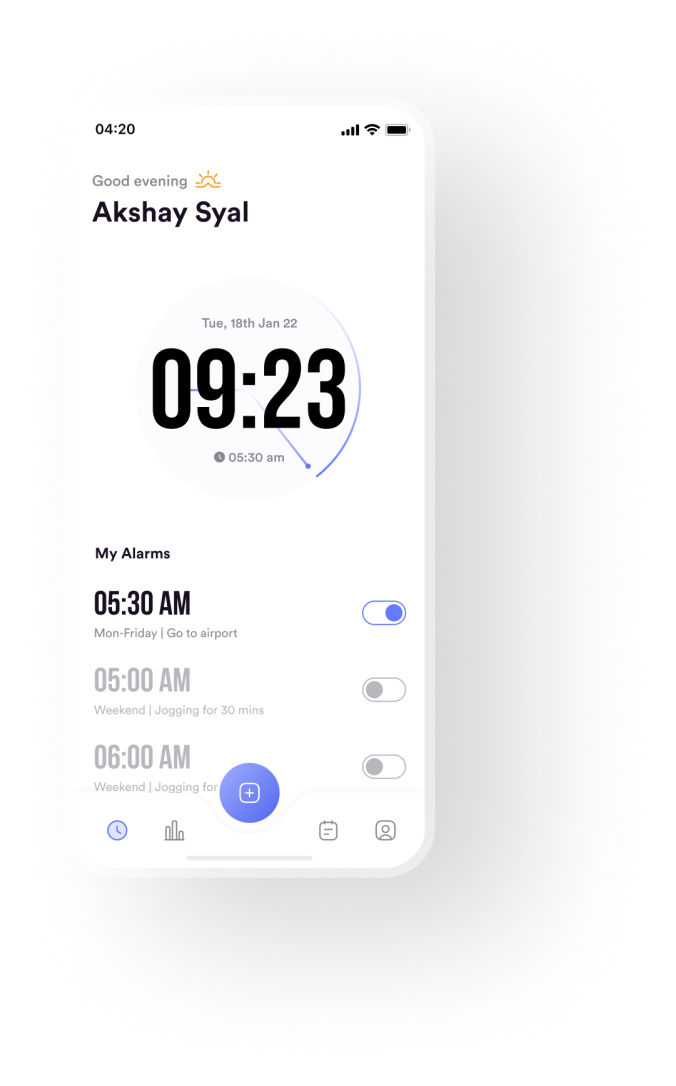 04:20
Good evening
Akshay Syal
Tue, 18th Jan 22
09:23
05:30 am
My Alarms
05:30 AM
Mon-Friday | Go to airport
05:00 AM
Weekend | Jogging for 30 mins
06:00 AM
Weekend | Jogging for